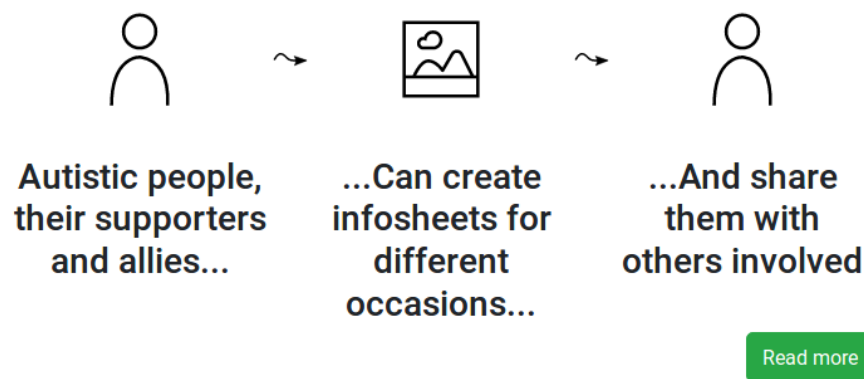 Autistic people,
their supporters
and allies...
...Can create
infosheets for
different
occasions...
...And share
them with
others involved
Read more